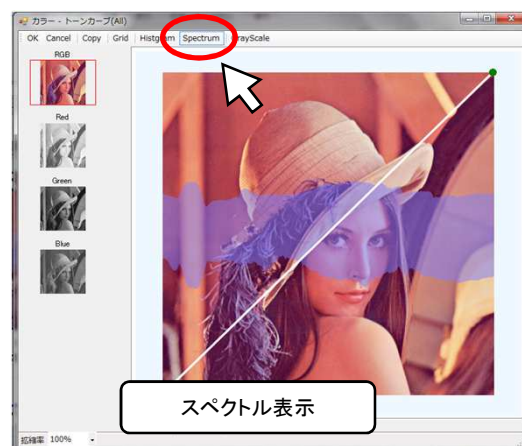 カラー - トーンカーブ(All)
OK Cancel Copy Grid Histgram Spectrum GrayScale
RGB
Red
Green
Blue
スペクトル表示
拡縮率 100%